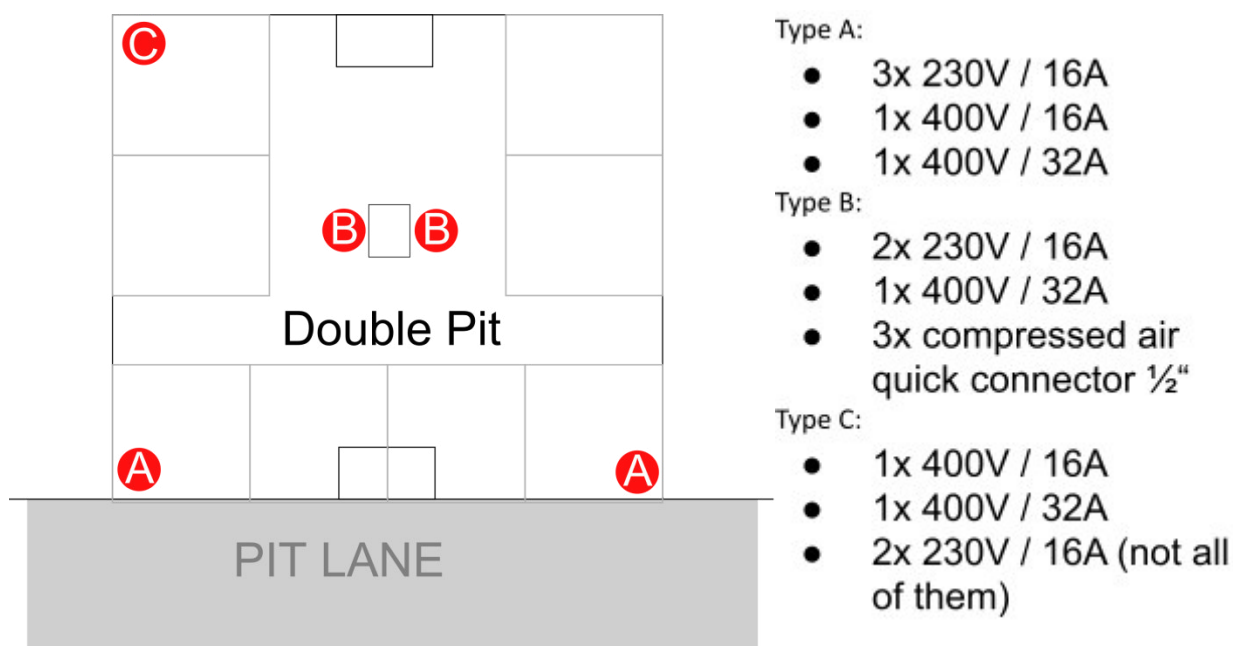 C
B B
Double Pit
A A
PIT LANE
Type A:
● 3x 230V / 16A
● 1x 400V / 16A
● 1x 400V / 32A
Type B:
● 2x 230V / 16A
● 1x 400V / 32A
● 3x compressed air
quick connector ½“
Type C:
● 1x 400V / 16A
● 1x 400V / 32A
● 2x 230V / 16A (not all
of them)